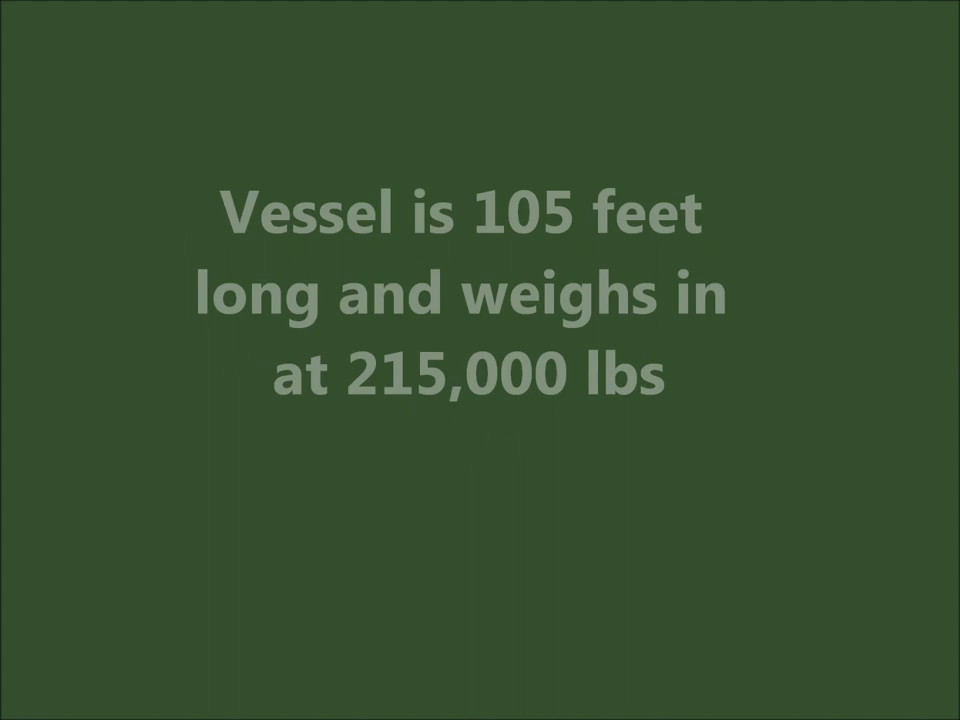 Vessel is 105 feet
long and weighs in
at 215,000 lbs